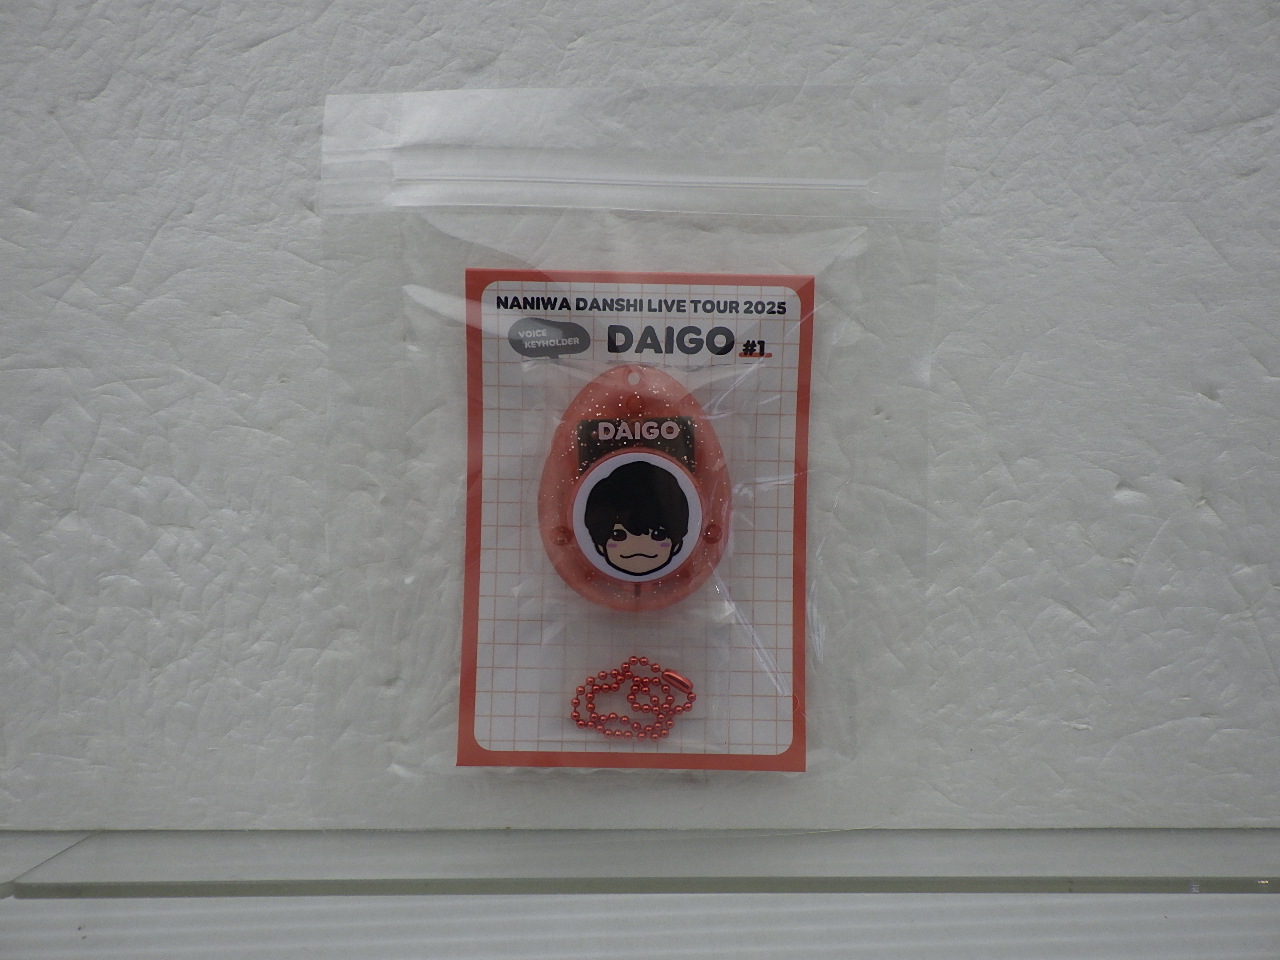 NANIWA DANSHI LIVE TOUR 2025
VOICE
KEYHOLDER
DAIGO #1
DAIGO